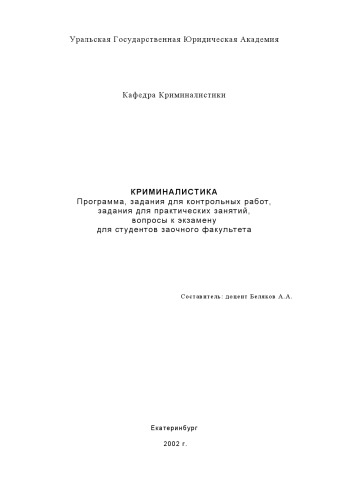 Уральская Государственная Юридическая Академия
Кафедра Криминалистики
КРИМИНАЛИСТИКА
Программа, задания для контрольных работ,
задания для практических занятий,
вопросы к экзамену
для студентов заочного факультета
Составитель: доцент Беляков А.А.
Екатеринбург
2002 г.